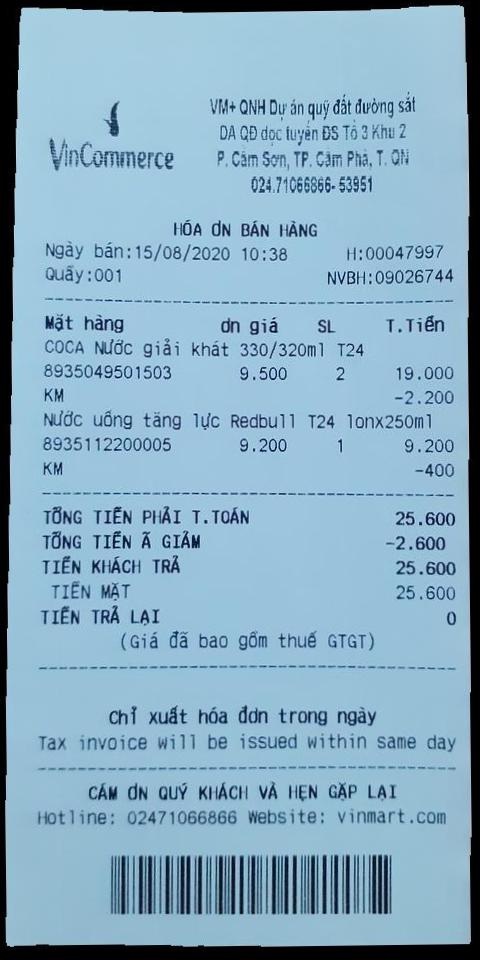 VinCommerce
VM+ QNH Dự án quỹ đất đường sắt
DA QĐ dọc tuyến ĐS Tổ 3 Khu 2
P. Cẩm Sơn, TP. Cẩm Phả, T. QN
024.71066866-53951
HÓA ƠN BÁN HÀNG
Ngày bán:15/08/2020 10:38 H:00047997
Quầy:001 NVBH:09026744
Mặt hàng ơn giá SL T.Tiền
COCA Nước giải khát 330/320ml T24
8935049501503 9.500 2 19.000
KM -2.200
Nước uống tăng lực Redbull T24 lonx250ml
8935112200005 9.200 1 9.200
KM -400
TỔNG TIỀN PHẢI T.TOÁN 25.600
TỔNG TIỀN Ã GIẢM -2.600
TIỀN KHÁCH TRẢ 25.600
TIỀN MẶT 25.600
TIỀN TRẢ LẠI 0
(Giá đã bao gồm thuế GTGT)
Chỉ xuất hóa đơn trong ngày
Tax invoice will be issued within same day
CÁM ƠN QUÝ KHÁCH VÀ HẸN GẶP LẠI
Hotline: 02471066866 Website: vinmart.com